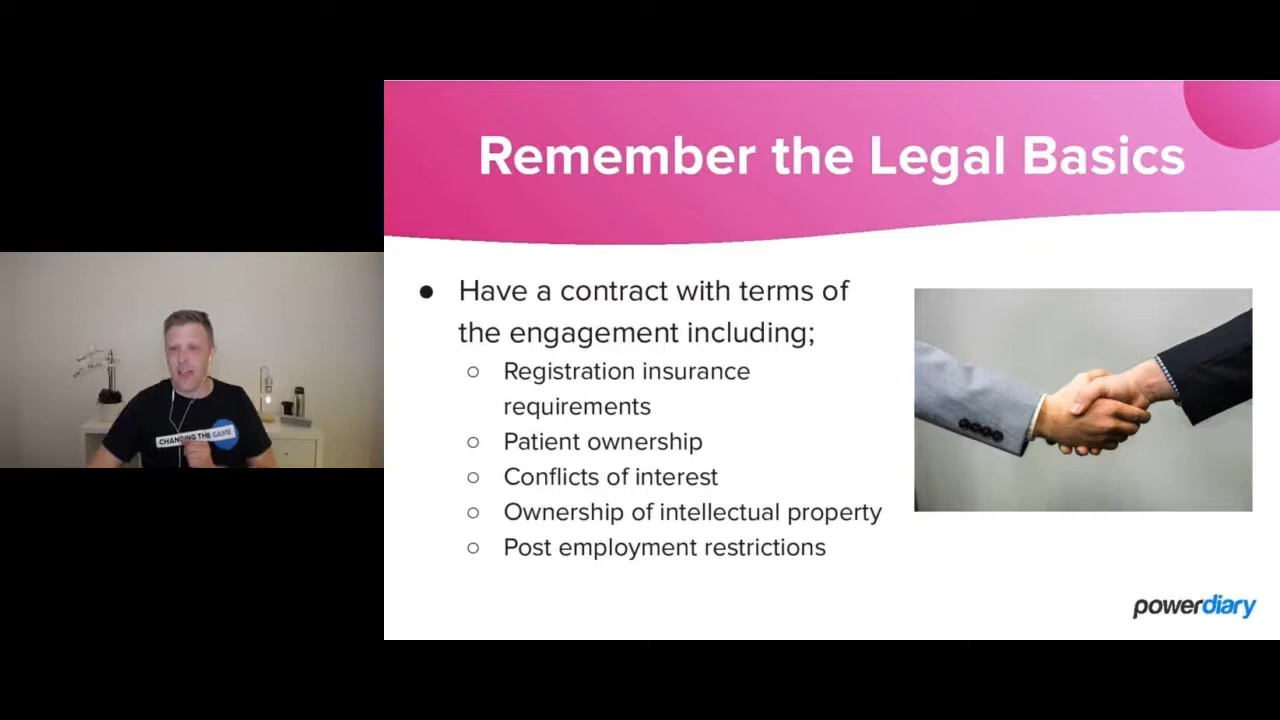 Remember the Legal Basics
● Have a contract with terms of
the engagement including;
○ Registration insurance
requirements
○ Patient ownership
○ Conflicts of interest
○ Ownership of intellectual property
○ Post employment restrictions
CHANGING THE GAME
powerdiary